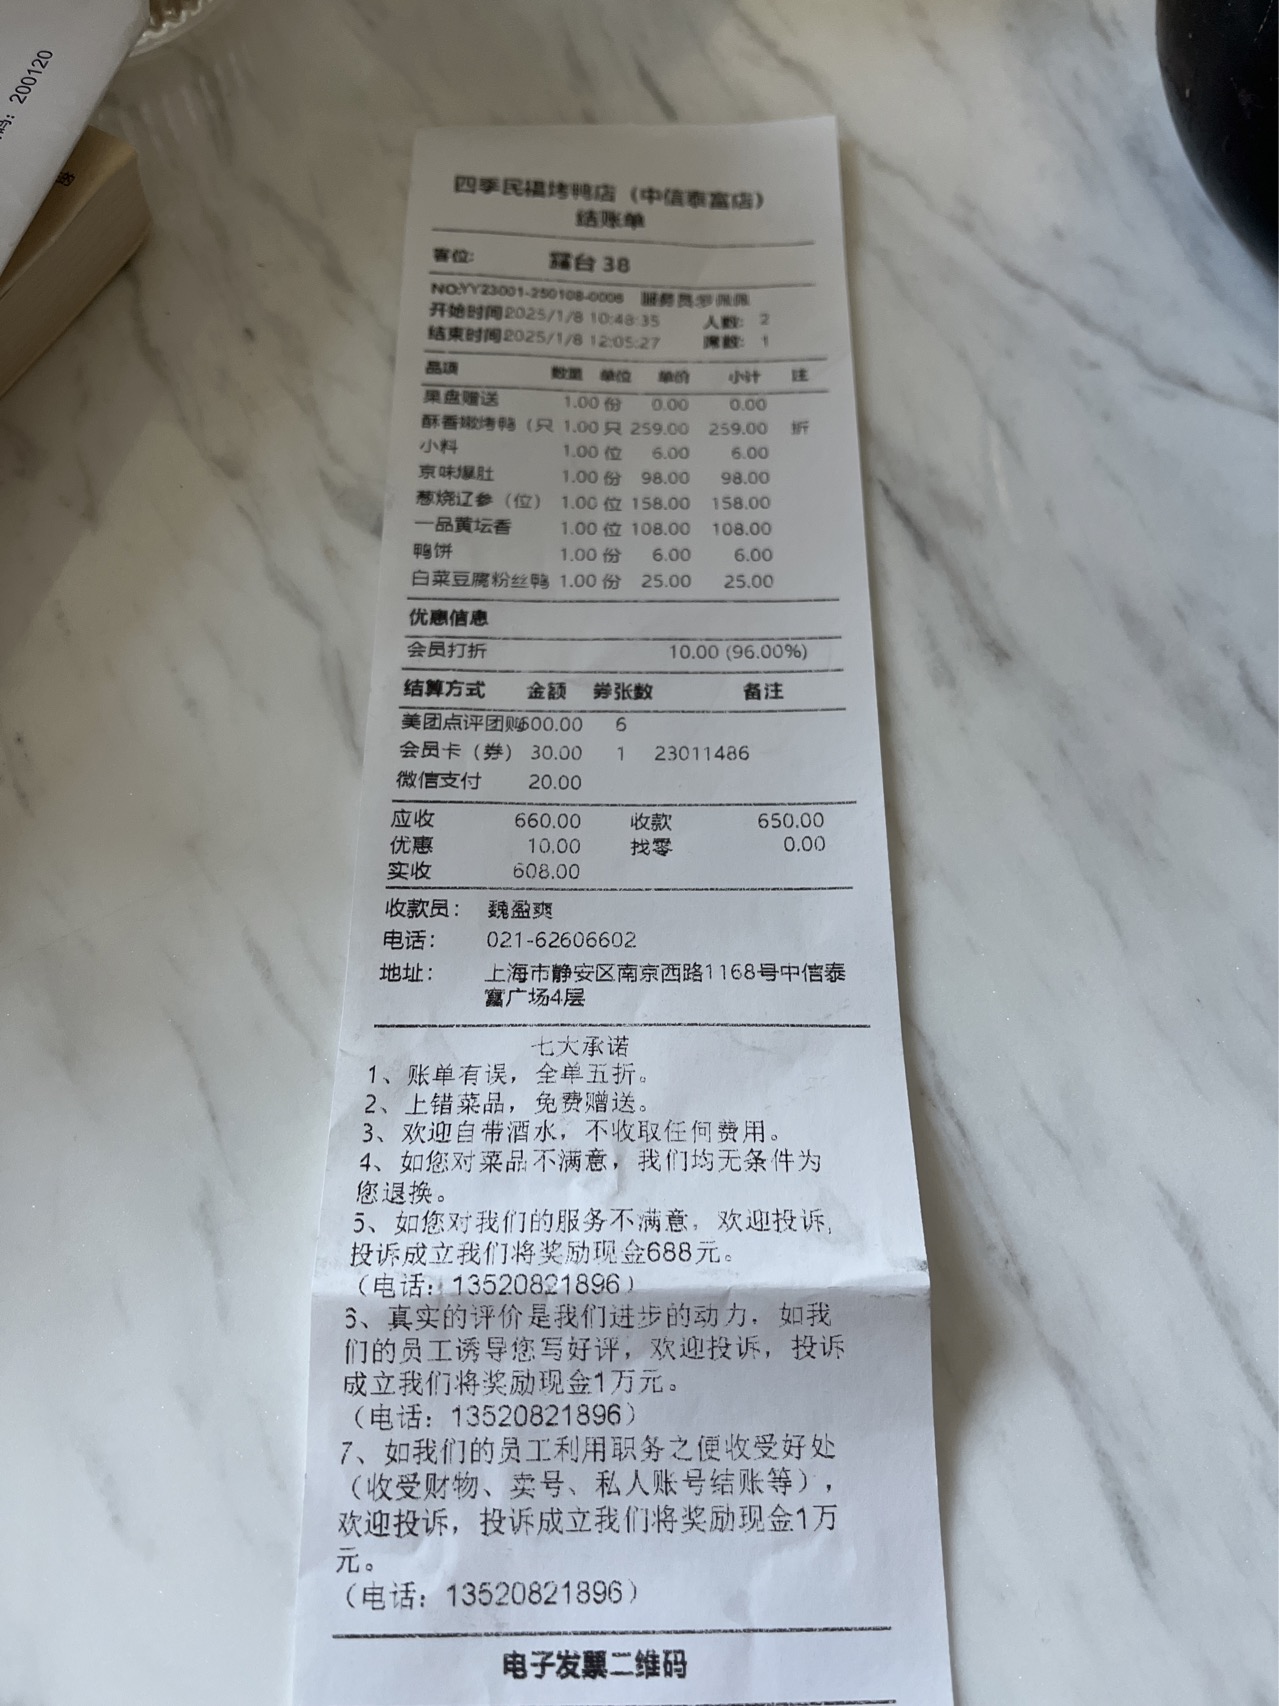 码：200120
四季民福烤鸭店（中信泰富店）
结账单
客位: 露台 38
NO:YY23001-250108-0006 服务员:罗佩佩
开始时间2025/1/8 10:48:35 人数: 2
结束时间2025/1/8 12:05:27 席数: 1
品项 数量 单位 单价 小计 注
果盘赠送 1.00 份 0.00 0.00
酥香嫩烤鸭（只 1.00 只 259.00 259.00 折
小料 1.00 位 6.00 6.00
京味爆肚 1.00 份 98.00 98.00
葱烧辽参（位） 1.00 位 158.00 158.00
一品黄坛香 1.00 位 108.00 108.00
鸭饼 1.00 份 6.00 6.00
白菜豆腐粉丝鸭 1.00 份 25.00 25.00
优惠信息
会员打折 10.00 (96.00%)
结算方式 金额 券张数 备注
美团点评团购600.00 6
会员卡（券） 30.00 1 23011486
微信支付 20.00
应收 660.00 收款 650.00
优惠 10.00 找零 0.00
实收 608.00
收款员： 魏盈爽
电话： 021-62606602
地址： 上海市静安区南京西路1168号中信泰
富广场4层
七大承诺
1、账单有误，全单五折。
2、上错菜品，免费赠送。
3、欢迎自带酒水，不收取任何费用。
4、如您对菜品不满意，我们均无条件为
您退换。
5、如您对我们的服务不满意，欢迎投诉,
投诉成立我们将奖励现金688元。
（电话：13520821896）
6、真实的评价是我们进步的动力，如我
们的员工诱导您写好评，欢迎投诉，投诉
成立我们将奖励现金1万元。
（电话：13520821896）
7、如我们的员工利用职务之便收受好处
（收受财物、卖号、私人账号结账等），
欢迎投诉，投诉成立我们将奖励现金1万
元。
（电话：13520821896）
电子发票二维码